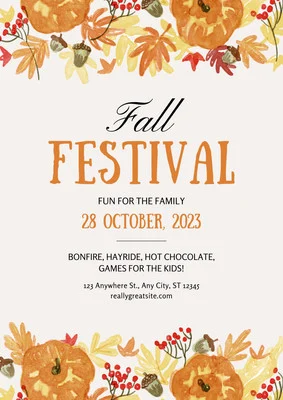 Fall
FESTIVAL
FUN FOR THE FAMILY
28 OCTOBER, 2023
BONFIRE, HAYRIDE, HOT CHOCOLATE,
GAMES FOR THE KIDS!
123 Anywhere St., Any City, ST 12345
reallygreatsite.com